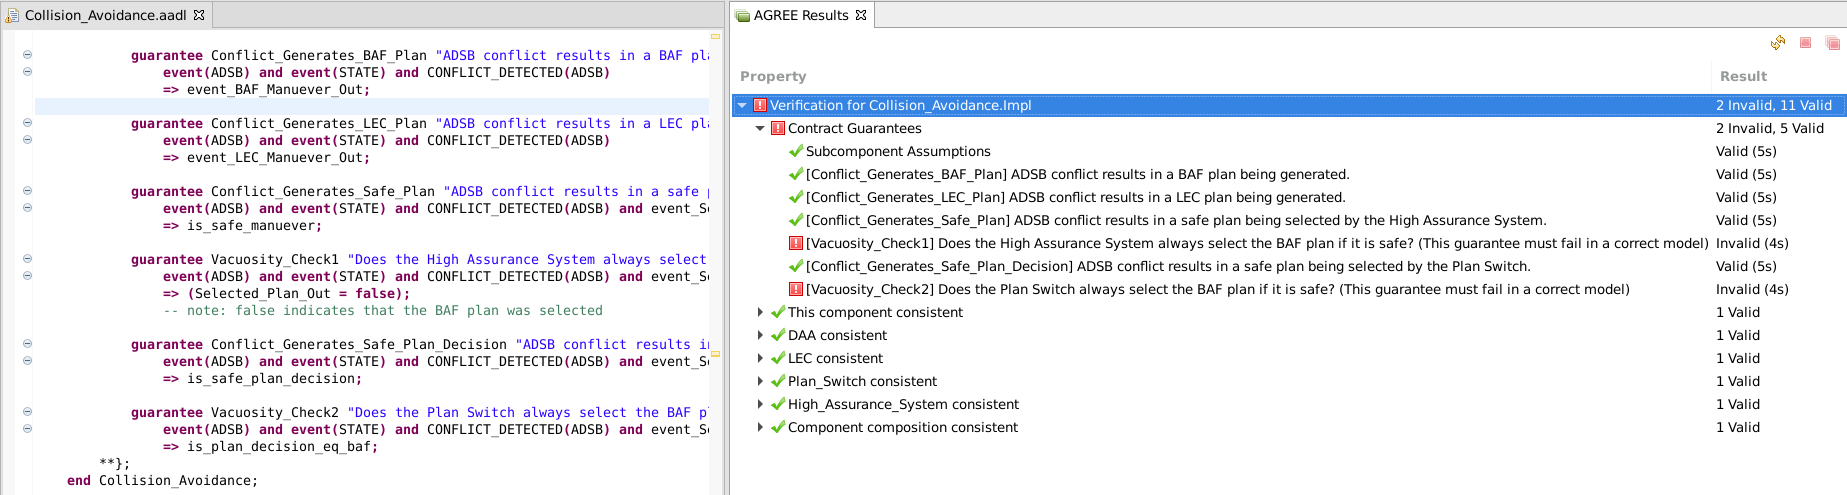 Collision_Avoidance.aadl
guarantee Conflict_Generates_BAF_Plan "ADSB conflict results in a BAF pla
event(ADSB) and event(STATE) and CONFLICT_DETECTED(ADSB)
=> event_BAF_Manuever_Out;
guarantee Conflict_Generates_LEC_Plan "ADSB conflict results in a LEC pla
event(ADSB) and event(STATE) and CONFLICT_DETECTED(ADSB)
=> event_LEC_Manuever_Out;
guarantee Conflict_Generates_Safe_Plan "ADSB conflict results in a safe p
event(ADSB) and event(STATE) and CONFLICT_DETECTED(ADSB) and event_Se
=> is_safe_manuever;
guarantee Vacuosity_Check1 "Does the High Assurance System always select
event(ADSB) and event(STATE) and CONFLICT_DETECTED(ADSB) and event_Se
=> (Selected_Plan_Out = false);
-- note: false indicates that the BAF plan was selected
guarantee Conflict_Generates_Safe_Plan_Decision "ADSB conflict results in
event(ADSB) and event(STATE) and CONFLICT_DETECTED(ADSB) and event_Se
=> is_safe_plan_decision;
guarantee Vacuosity_Check2 "Does the Plan Switch always select the BAF pl
event(ADSB) and event(STATE) and CONFLICT_DETECTED(ADSB) and event_Se
=> is_plan_decision_eq_baf;
**};
end Collision_Avoidance;
AGREE Results
Property Result
Verification for Collision_Avoidance.Impl 2 Invalid, 11 Valid
Contract Guarantees 2 Invalid, 5 Valid
Subcomponent Assumptions Valid (5s)
[Conflict_Generates_BAF_Plan] ADSB conflict results in a BAF plan being generated. Valid (5s)
[Conflict_Generates_LEC_Plan] ADSB conflict results in a LEC plan being generated. Valid (5s)
[Conflict_Generates_Safe_Plan] ADSB conflict results in a safe plan being selected by the High Assurance System. Valid (5s)
[Vacuosity_Check1] Does the High Assurance System always select the BAF plan if it is safe? (This guarantee must fail in a correct model) Invalid (4s)
[Conflict_Generates_Safe_Plan_Decision] ADSB conflict results in a safe plan being selected by the Plan Switch. Valid (5s)
[Vacuosity_Check2] Does the Plan Switch always select the BAF plan if it is safe? (This guarantee must fail in a correct model) Invalid (4s)
This component consistent 1 Valid
DAA consistent 1 Valid
LEC consistent 1 Valid
Plan_Switch consistent 1 Valid
High_Assurance_System consistent 1 Valid
Component composition consistent 1 Valid